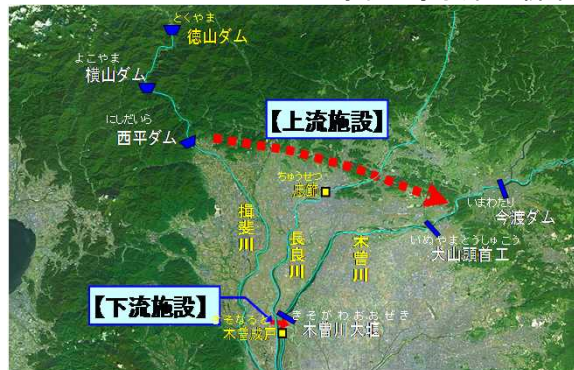 とくやま
徳山ダム
よこやま
横山ダム
にしだいら
西平ダム
【上流施設】
ちゅうせつ
忠節
いまわたり
今渡ダム
いぬやまとうしゅこう
犬山頭首工
揖斐川
長良川
木曽川
【下流施設】
きそなると
木曽成戸
きそがわおおぜき
木曽川大堰